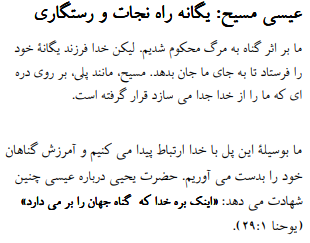 عیسی مسیح: یگانه راه نجات و رستگاری
ما بر اثر گناه به مرگ محکوم شدیم. لیکن خدا فرزند یگانۀ خود
را فرستاد تا به جای ما جان بدهد. مسیح، مانند پلی، بر روی دره
ای که ما را از خدا جدا می سازد قرار گرفته است.
ما بوسیلۀ این پل با خدا ارتباط پیدا می کنیم و آمرزش گناهان
خود را بدست می آوریم. حضرت یحیی درباره عیسی چنین
شهادت می دهد: «اینک بره خدا که گناه جهان را بر می دارد»
(یوحنا ۲۹:۱).